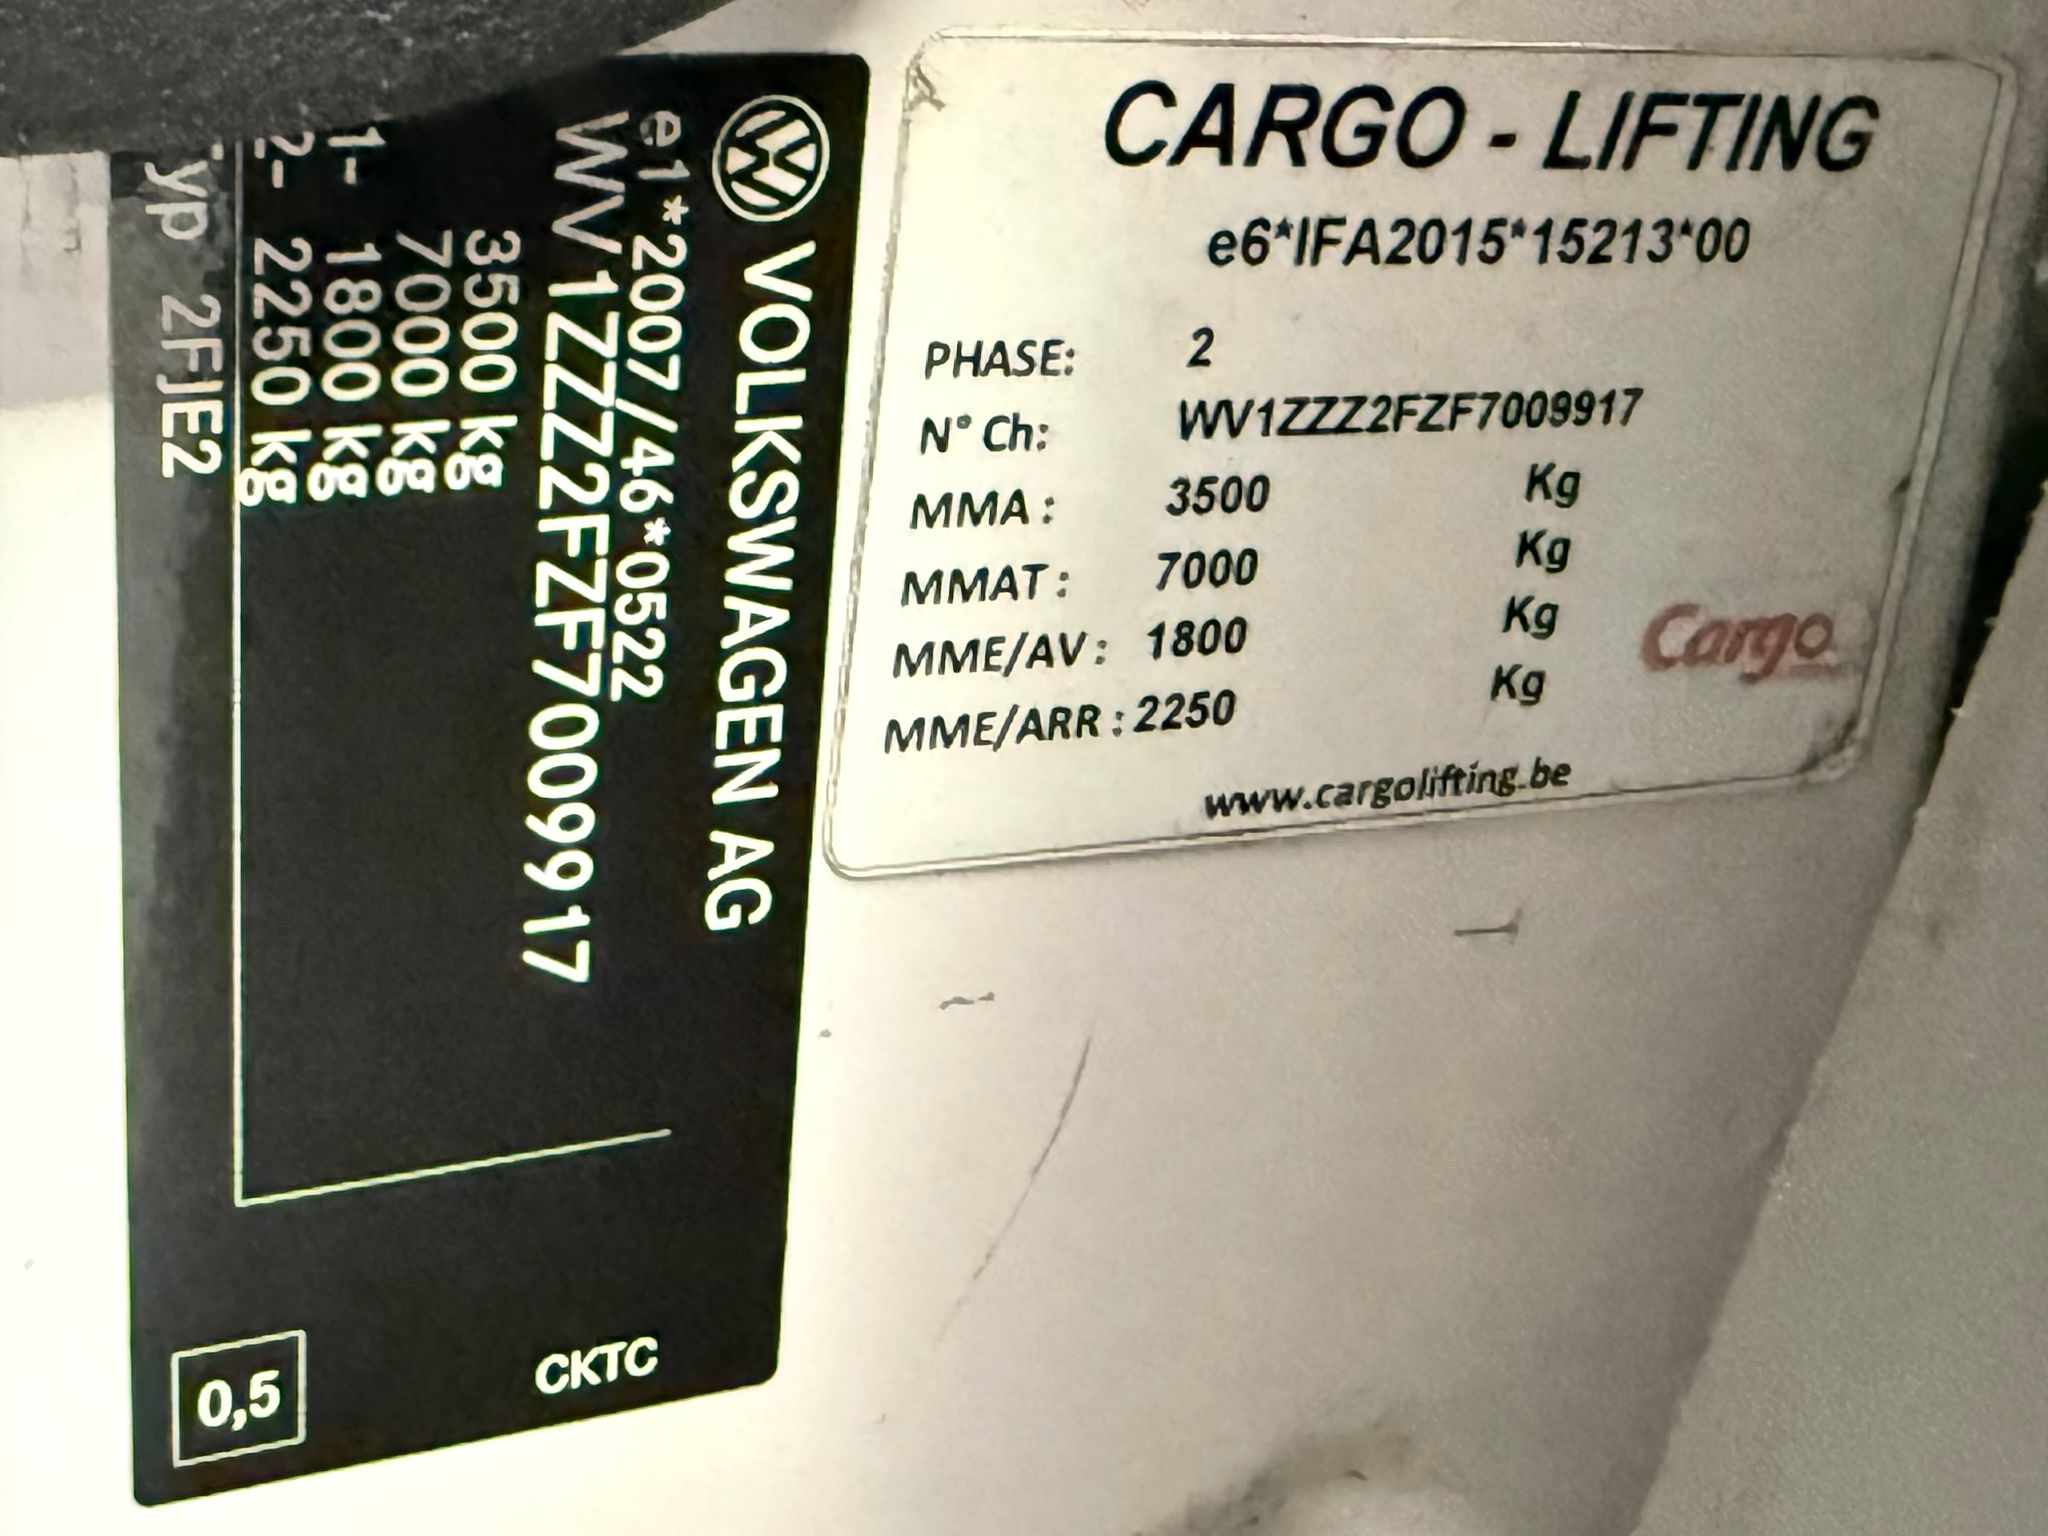 VOLKSWAGEN AG
e1*2007/46*0522
WV1ZZZ2FZF7009917
3500 kg
7000 kg
1- 1800 kg
2- 2250 kg
Typ 2FJE2
CKTC
0,5
CARGO - LIFTING
e6*IFA2015*15213*00
PHASE: 2
N° Ch: WV1ZZZ2FZF7009917
MMA : 3500 Kg
MMAT : 7000 Kg
MME/AV : 1800 Kg
MME/ARR : 2250 Kg
Cargo
www.cargolifting.be